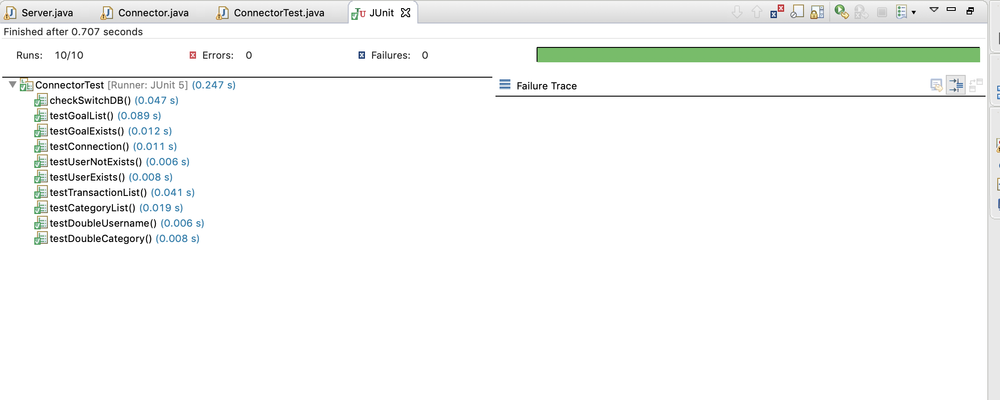 Server.java Connector.java ConnectorTest.java JUnit
Finished after 0.707 seconds
Runs: 10/10 Errors: 0 Failures: 0
ConnectorTest [Runner: JUnit 5] (0.247 s)
checkSwitchDB() (0.047 s)
testGoalList() (0.089 s)
testGoalExists() (0.012 s)
testConnection() (0.011 s)
testUserNotExists() (0.006 s)
testUserExists() (0.008 s)
testTransactionList() (0.041 s)
testCategoryList() (0.019 s)
testDoubleUsername() (0.006 s)
testDoubleCategory() (0.008 s)
Failure Trace